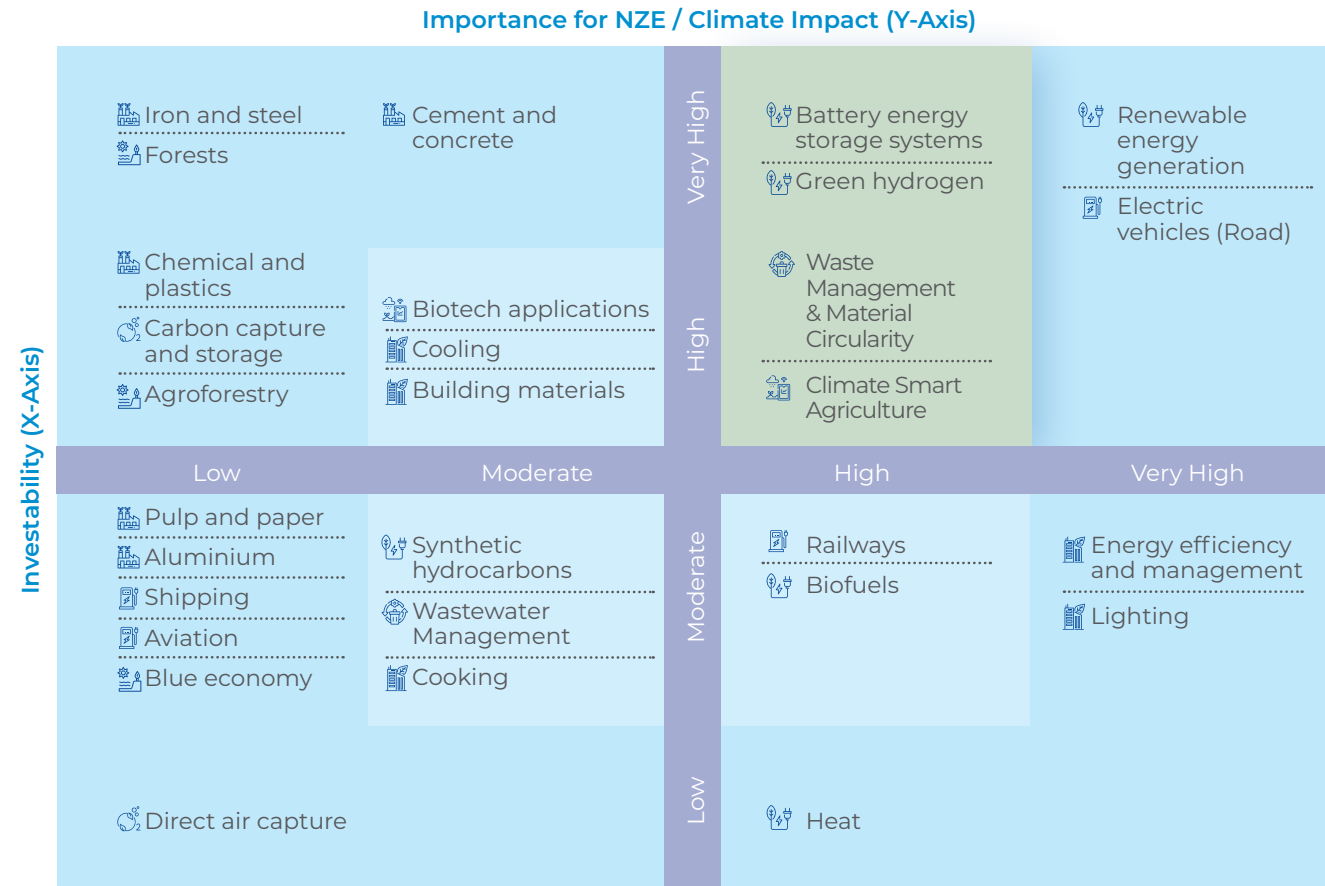 Importance for NZE / Climate Impact (Y-Axis)
Investability (X-Axis)
Iron and steel
Forests
Cement and
concrete
Very High
Battery energy
storage systems
Green hydrogen
Renewable
energy
generation
Electric
vehicles (Road)
Chemical and
plastics
Carbon capture
and storage
Agroforestry
Biotech applications
Cooling
Building materials
High
Waste
Management
& Material
Circularity
Climate Smart
Agriculture
Low
Moderate
High
Very High
Pulp and paper
Aluminium
Shipping
Aviation
Blue economy
Synthetic
hydrocarbons
Wastewater
Management
Cooking
Moderate
Railways
Biofuels
Energy efficiency
and management
Lighting
Direct air capture
Low
Heat